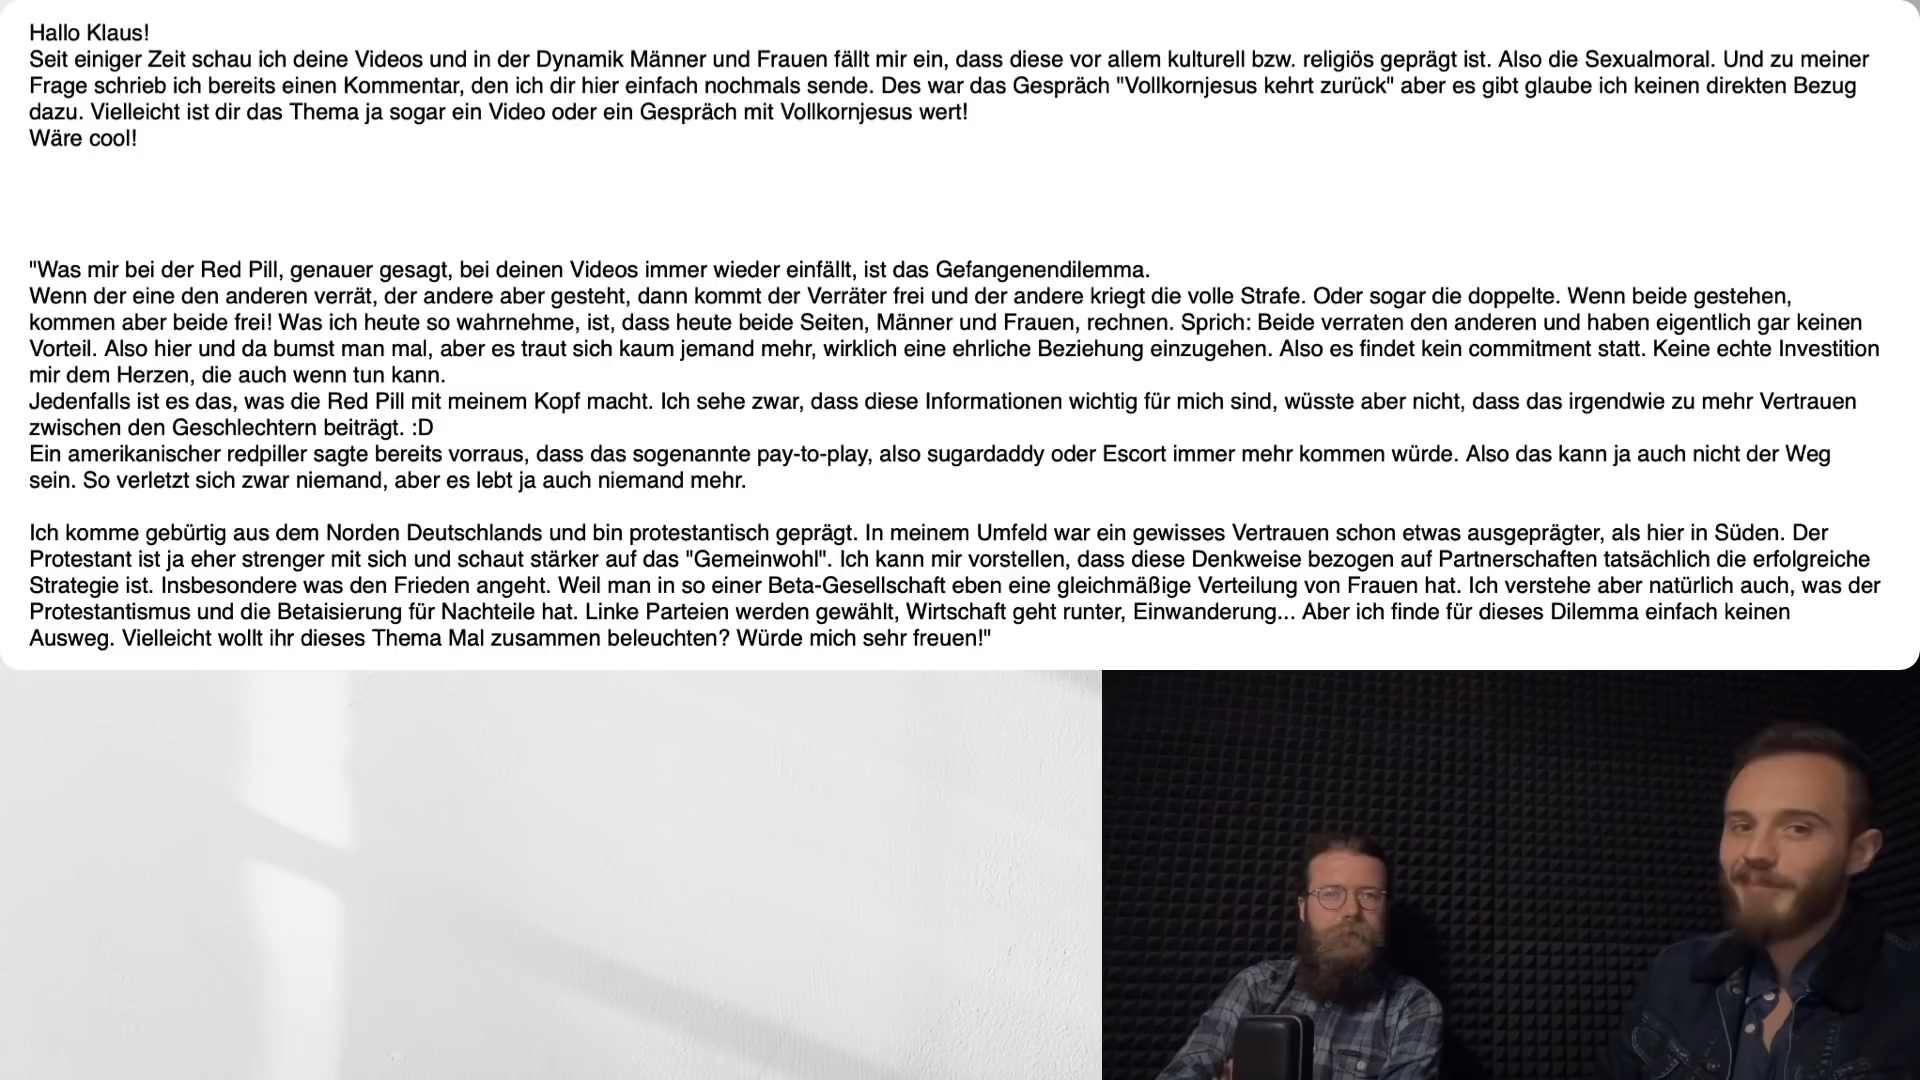 Hallo Klaus!
Seit einiger Zeit schau ich deine Videos und in der Dynamik Männer und Frauen fällt mir ein, dass diese vor allem kulturell bzw. religiös geprägt ist. Also die Sexualmoral. Und zu meiner
Frage schrieb ich bereits einen Kommentar, den ich dir hier einfach nochmals sende. Des war das Gespräch "Vollkornjesus kehrt zurück" aber es gibt glaube ich keinen direkten Bezug
dazu. Vielleicht ist dir das Thema ja sogar ein Video oder ein Gespräch mit Vollkornjesus wert!
Wäre cool!
"Was mir bei der Red Pill, genauer gesagt, bei deinen Videos immer wieder einfällt, ist das Gefangenendilemma.
Wenn der eine den anderen verrät, der andere aber gesteht, dann kommt der Verräter frei und der andere kriegt die volle Strafe. Oder sogar die doppelte. Wenn beide gestehen,
kommen aber beide frei! Was ich heute so wahrnehme, ist, dass heute beide Seiten, Männer und Frauen, rechnen. Sprich: Beide verraten den anderen und haben eigentlich gar keinen
Vorteil. Also hier und da bumst man mal, aber es traut sich kaum jemand mehr, wirklich eine ehrliche Beziehung einzugehen. Also es findet kein commitment statt. Keine echte Investition
mir dem Herzen, die auch wenn tun kann.
Jedenfalls ist es das, was die Red Pill mit meinem Kopf macht. Ich sehe zwar, dass diese Informationen wichtig für mich sind, wüsste aber nicht, dass das irgendwie zu mehr Vertrauen
zwischen den Geschlechtern beiträgt. :D
Ein amerikanischer redpiller sagte bereits vorraus, dass das sogenannte pay-to-play, also sugardaddy oder Escort immer mehr kommen würde. Also das kann ja auch nicht der Weg
sein. So verletzt sich zwar niemand, aber es lebt ja auch niemand mehr.
Ich komme gebürtig aus dem Norden Deutschlands und bin protestantisch geprägt. In meinem Umfeld war ein gewisses Vertrauen schon etwas ausgeprägter, als hier in Süden. Der
Protestant ist ja eher strenger mit sich und schaut stärker auf das "Gemeinwohl". Ich kann mir vorstellen, dass diese Denkweise bezogen auf Partnerschaften tatsächlich die erfolgreiche
Strategie ist. Insbesondere was den Frieden angeht. Weil man in so einer Beta-Gesellschaft eben eine gleichmäßige Verteilung von Frauen hat. Ich verstehe aber natürlich auch, was der
Protestantismus und die Betaisierung für Nachteile hat. Linke Parteien werden gewählt, Wirtschaft geht runter, Einwanderung... Aber ich finde für dieses Dilemma einfach keinen
Ausweg. Vielleicht wollt ihr dieses Thema Mal zusammen beleuchten? Würde mich sehr freuen!"